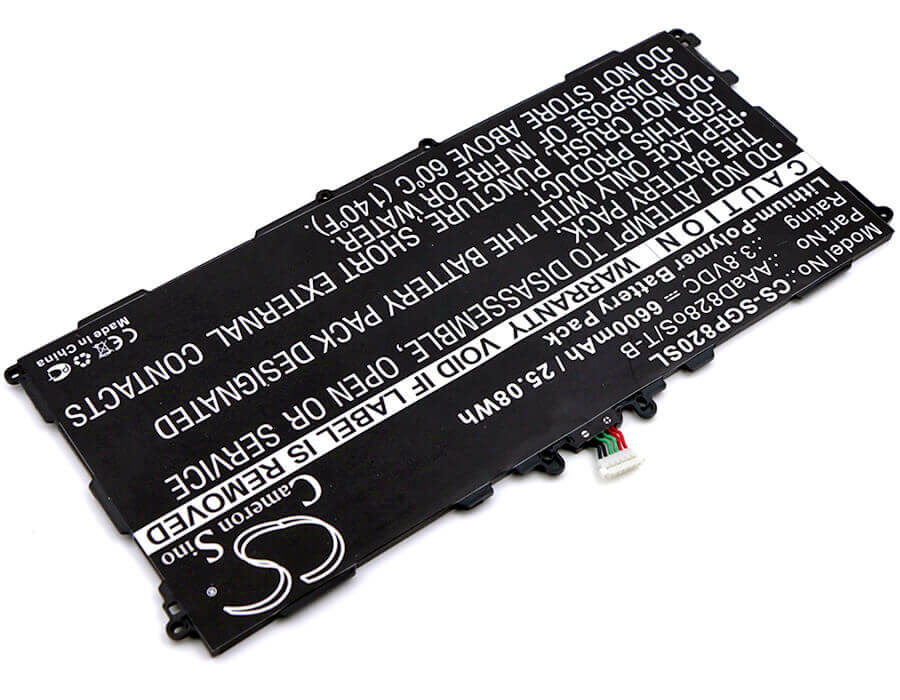 Model No. : CS-SGP820SL
Part No : AAaD828oS/T-B
Rating : 3.8VDC ⎓ 6600mAh / 25.08Wh
Lithium-Polymer Battery Pack
CAUTION WARRANTY VOID IF LABEL IS REMOVED
•DO NOT ATTEMPT TO DISASSEMBLE, OPEN OR SERVICE
THE BATTERY PACK.
•REPLACE ONLY WITH THE BATTERY PACK DESIGNATED
FOR THIS PRODUCT.
•DO NOT CRUSH, PUNCTURE, SHORT EXTERNAL CONTACTS
OR DISPOSE OF IN FIRE OR WATER.
•DO NOT STORE ABOVE 60°C (140°F).
Cameron Sino
CS
CE
Made in China